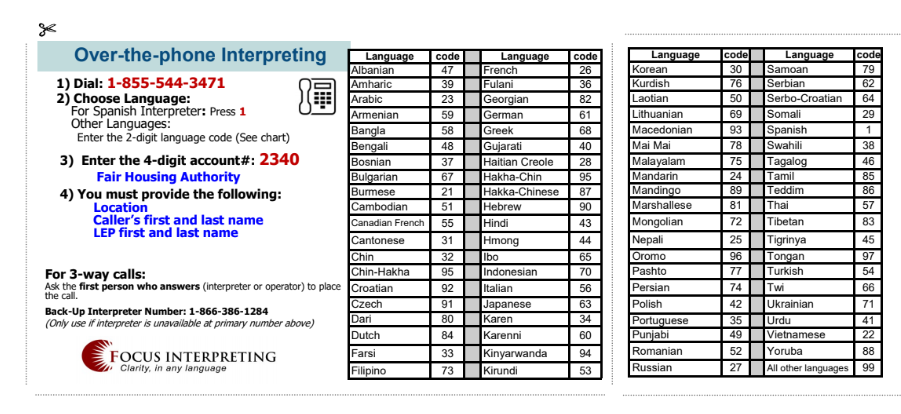 Over-the-phone Interpreting
1) Dial: 1-855-544-3471
2) Choose Language:
For Spanish Interpreter: Press 1
Other Languages:
Enter the 2-digit language code (See chart)
3) Enter the 4-digit account#: 2340
Fair Housing Authority
4) You must provide the following:
Location
Caller's first and last name
LEP first and last name
For 3-way calls:
Ask the first person who answers (interpreter or operator) to place
the call.
Back-Up Interpreter Number: 1-866-386-1284
(Only use if interpreter is unavailable at primary number above)
FOCUS INTERPRETING
Clarity, in any language
Language code Language code
Albanian 47 French 26
Amharic 39 Fulani 36
Arabic 23 Georgian 82
Armenian 59 German 61
Bangla 58 Greek 68
Bengali 48 Gujarati 40
Bosnian 37 Haitian Creole 28
Bulgarian 67 Hakha-Chin 95
Burmese 21 Hakka-Chinese 87
Cambodian 51 Hebrew 90
Canadian French 55 Hindi 43
Cantonese 31 Hmong 44
Chin 32 Ibo 65
Chin-Hakha 95 Indonesian 70
Croatian 92 Italian 56
Czech 91 Japanese 63
Dari 80 Karen 34
Dutch 84 Karenni 60
Farsi 33 Kinyarwanda 94
Filipino 73 Kirundi 53
Language code Language code
Korean 30 Samoan 79
Kurdish 76 Serbian 62
Laotian 50 Serbo-Croatian 64
Lithuanian 69 Somali 29
Macedonian 93 Spanish 1
Mai Mai 78 Swahili 38
Malayalam 75 Tagalog 46
Mandarin 24 Tamil 85
Mandingo 89 Teddim 86
Marshallese 81 Thai 57
Mongolian 72 Tibetan 83
Nepali 25 Tigrinya 45
Oromo 96 Tongan 97
Pashto 77 Turkish 54
Persian 74 Twi 66
Polish 42 Ukrainian 71
Portuguese 35 Urdu 41
Punjabi 49 Vietnamese 22
Romanian 52 Yoruba 88
Russian 27 All other languages 99